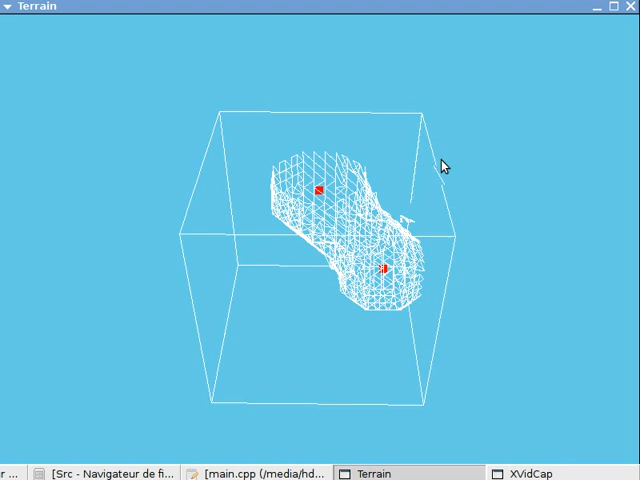 Terrain
r ...
[Src - Navigateur de fi...
[main.cpp (/media/hd...
Terrain
XVidCap